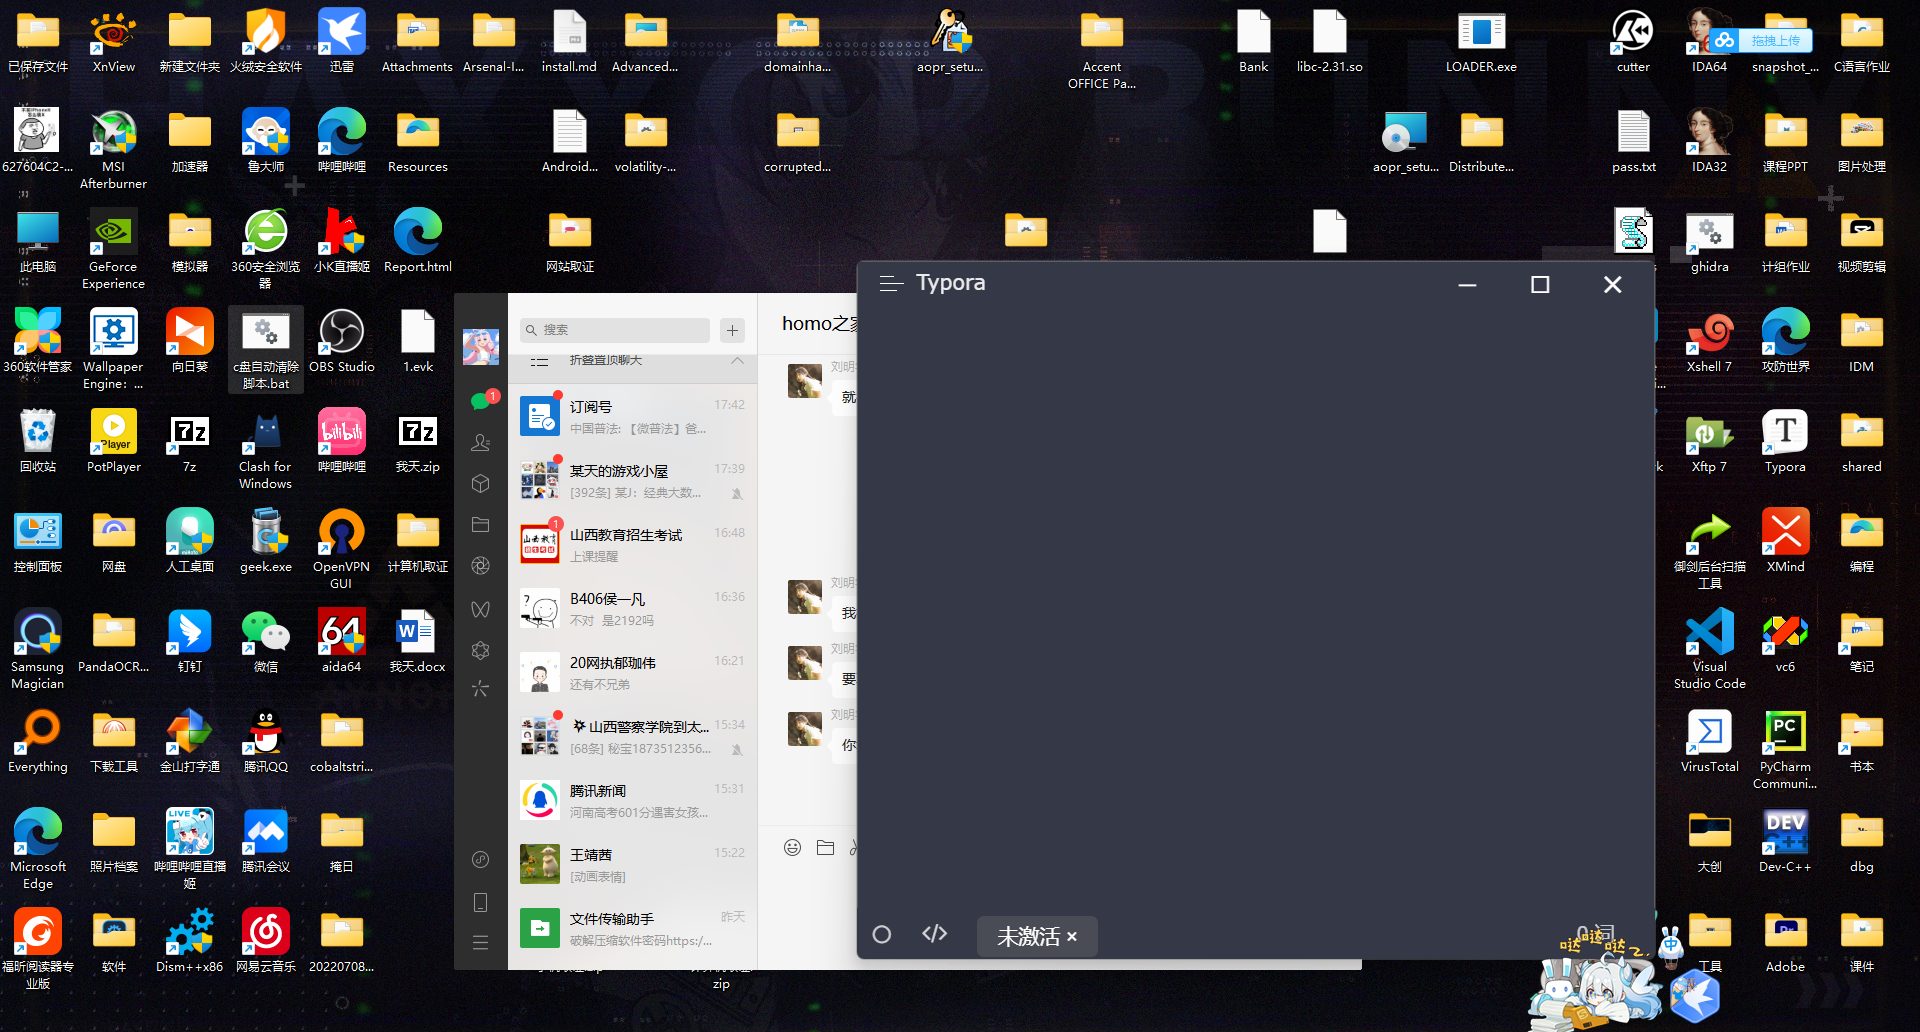 已保存文件
XnView
新建文件夹
火绒安全软件
迅雷
Attachments
Arsenal-I...
install.md
Advanced...
domainha...
aopr_setu...
Accent
OFFICE Pa...
Bank
libc-2.31.so
LOADER.exe
cutter
IDA64
拖拽上传
snapshot_...
C语言作业
627604C2-...
MSI
Afterburner
加速器
鲁大师
哔哩哔哩
Resources
Android...
volatility-...
corrupted...
aopr_setu...
Distribute...
pass.txt
IDA32
课程PPT
图片处理
此电脑
GeForce
Experience
模拟器
360安全浏览
器
小K直播姬
Report.html
网站取证
ghidra
计组作业
视频剪辑
360软件管家
Wallpaper
Engine: ...
向日葵
c盘自动清除
脚本.bat
OBS Studio
1.evk
Xshell 7
攻防世界
IDM
回收站
Player
PotPlayer
7z
7z
Clash for
Windows
bilibili
哔哩哔哩
7z
我天.zip
Xftp 7
T
Typora
shared
控制面板
网盘
人工桌面
geek.exe
OpenVPN
GUI
计算机取证
御剑后台扫描
工具
XMind
编程
Samsung
Magician
PandaOCR...
钉钉
微信
64
aida64
我天.docx
Visual
Studio Code
vc6
笔记
Everything
下载工具
金山打字通
腾讯QQ
cobaltstri...
VirusTotal
PC
PyCharm
Communi...
书本
Microsoft
Edge
照片档案
LIVE
哔哩哔哩直播
姬
腾讯会议
掩日
大创
DEV
C++
Dev-C++
dbg
福昕阅读器专
业版
软件
Dism++x86
网易云音乐
20220708...
zip
工具
Adobe
课件
搜索
折叠置顶聊天
1
订阅号
17:42
中国普法: 【微普法】爸...
某天的游戏小屋
17:39
[392条] 某J: 经典大数...
1
山西教育招生考试
16:48
上课提醒
B406侯一凡
16:36
不对 是2192吗
20网执郁珈伟
16:21
还有不兄弟
山西警察学院到太...
15:34
[68条] 秘宝1873512356...
腾讯新闻
15:31
河南高考601分遇害女孩...
王靖茜
15:22
[动画表情]
文件传输助手
昨天
破解压缩软件密码https:/...
homo之家
刘明
就
刘明
我
刘明
要
刘明
你
Typora
未激活 ×
0 词
哒哒哒
中